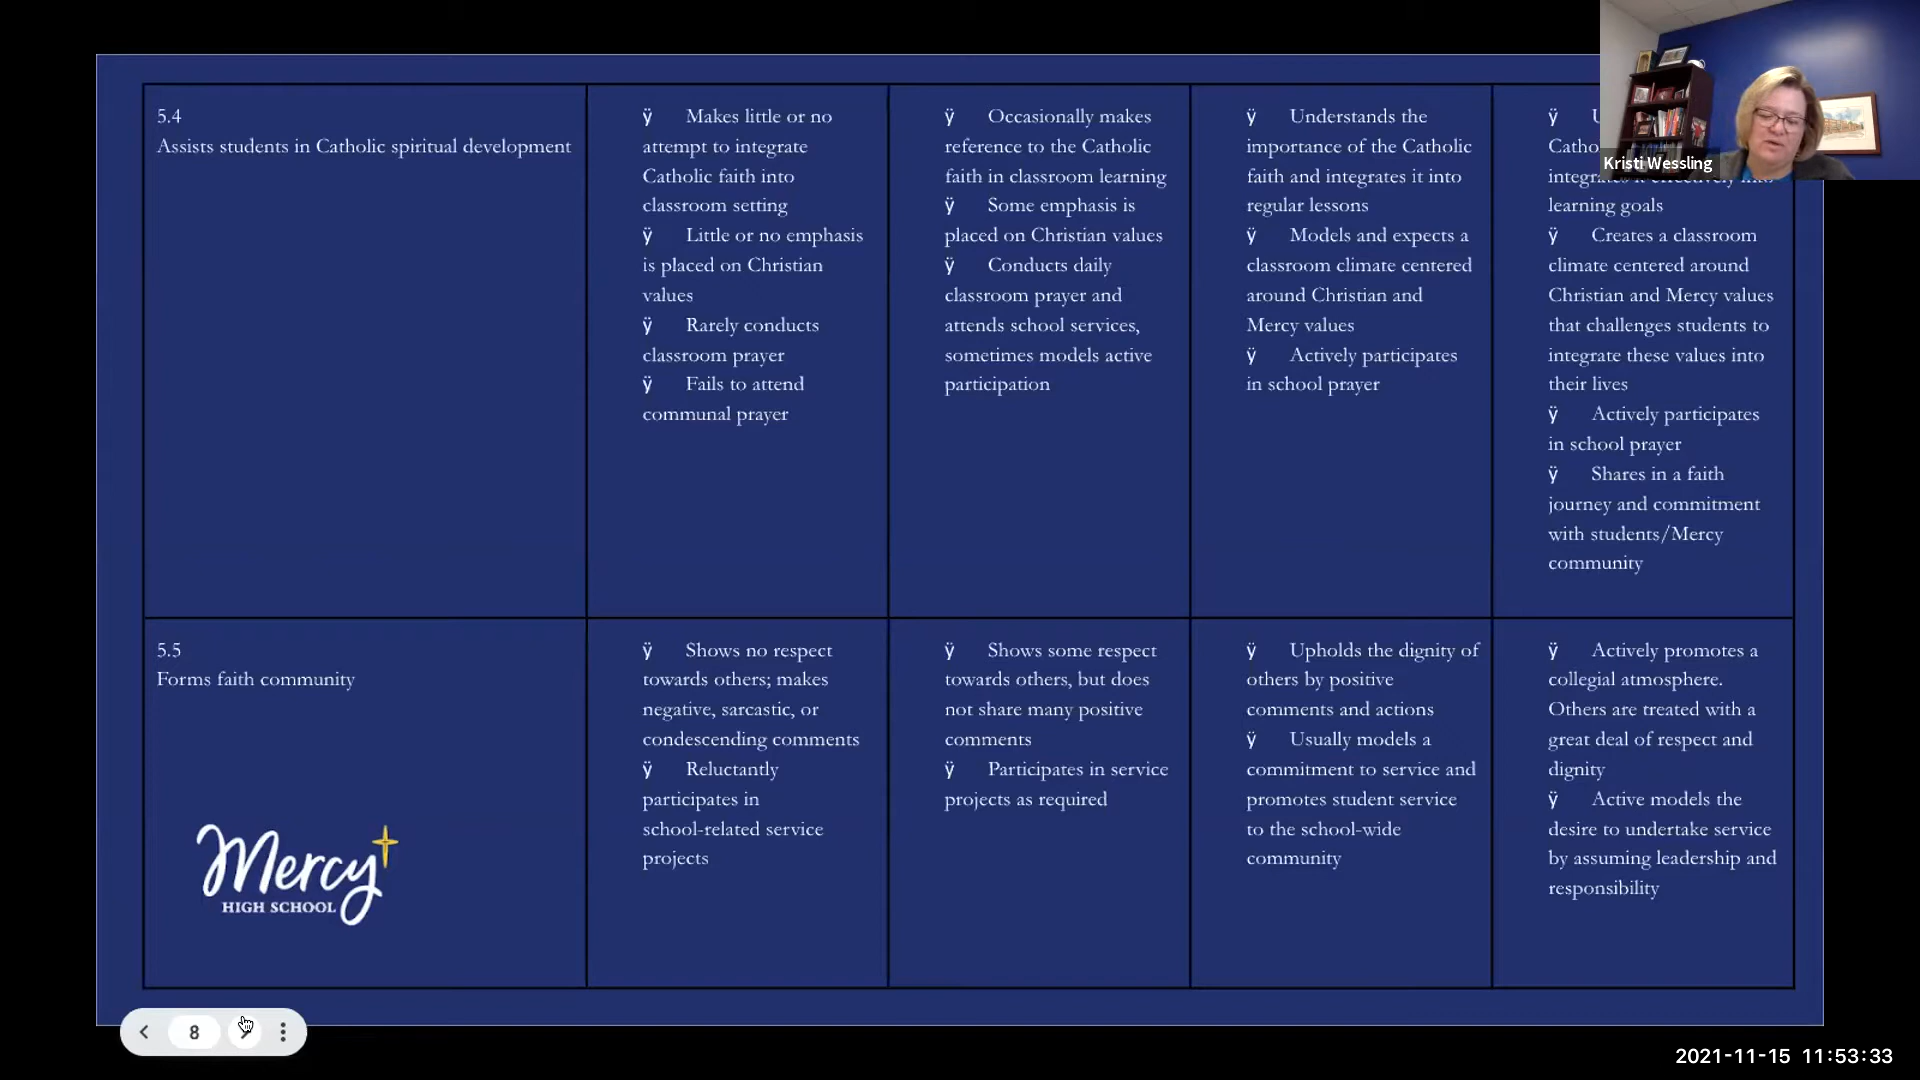 5.4
Assists students in Catholic spiritual development
ÿ Makes little or no
attempt to integrate
Catholic faith into
classroom setting
ÿ Little or no emphasis
is placed on Christian
values
ÿ Rarely conducts
classroom prayer
ÿ Fails to attend
communal prayer
ÿ Occasionally makes
reference to the Catholic
faith in classroom learning
ÿ Some emphasis is
placed on Christian values
ÿ Conducts daily
classroom prayer and
attends school services,
sometimes models active
participation
ÿ Understands the
importance of the Catholic
faith and integrates it into
regular lessons
ÿ Models and expects a
classroom climate centered
around Christian and
Mercy values
ÿ Actively participates
in school prayer
ÿ
learning goals
ÿ Creates a classroom
climate centered around
Christian and Mercy values
that challenges students to
integrate these values into
their lives
ÿ Actively participates
in school prayer
ÿ Shares in a faith
journey and commitment
with students/Mercy
community
Kristi Wessling
5.5
Forms faith community
ÿ Shows no respect
towards others; makes
negative, sarcastic, or
condescending comments
ÿ Reluctantly
participates in
school-related service
projects
ÿ Shows some respect
towards others, but does
not share many positive
comments
ÿ Participates in service
projects as required
ÿ Upholds the dignity of
others by positive
comments and actions
ÿ Usually models a
commitment to service and
promotes student service
to the school-wide
community
ÿ Actively promotes a
collegial atmosphere.
Others are treated with a
great deal of respect and
dignity
ÿ Active models the
desire to undertake service
by assuming leadership and
responsibility
Mercy
HIGH SCHOOL
8
2021-11-15 11:53:33